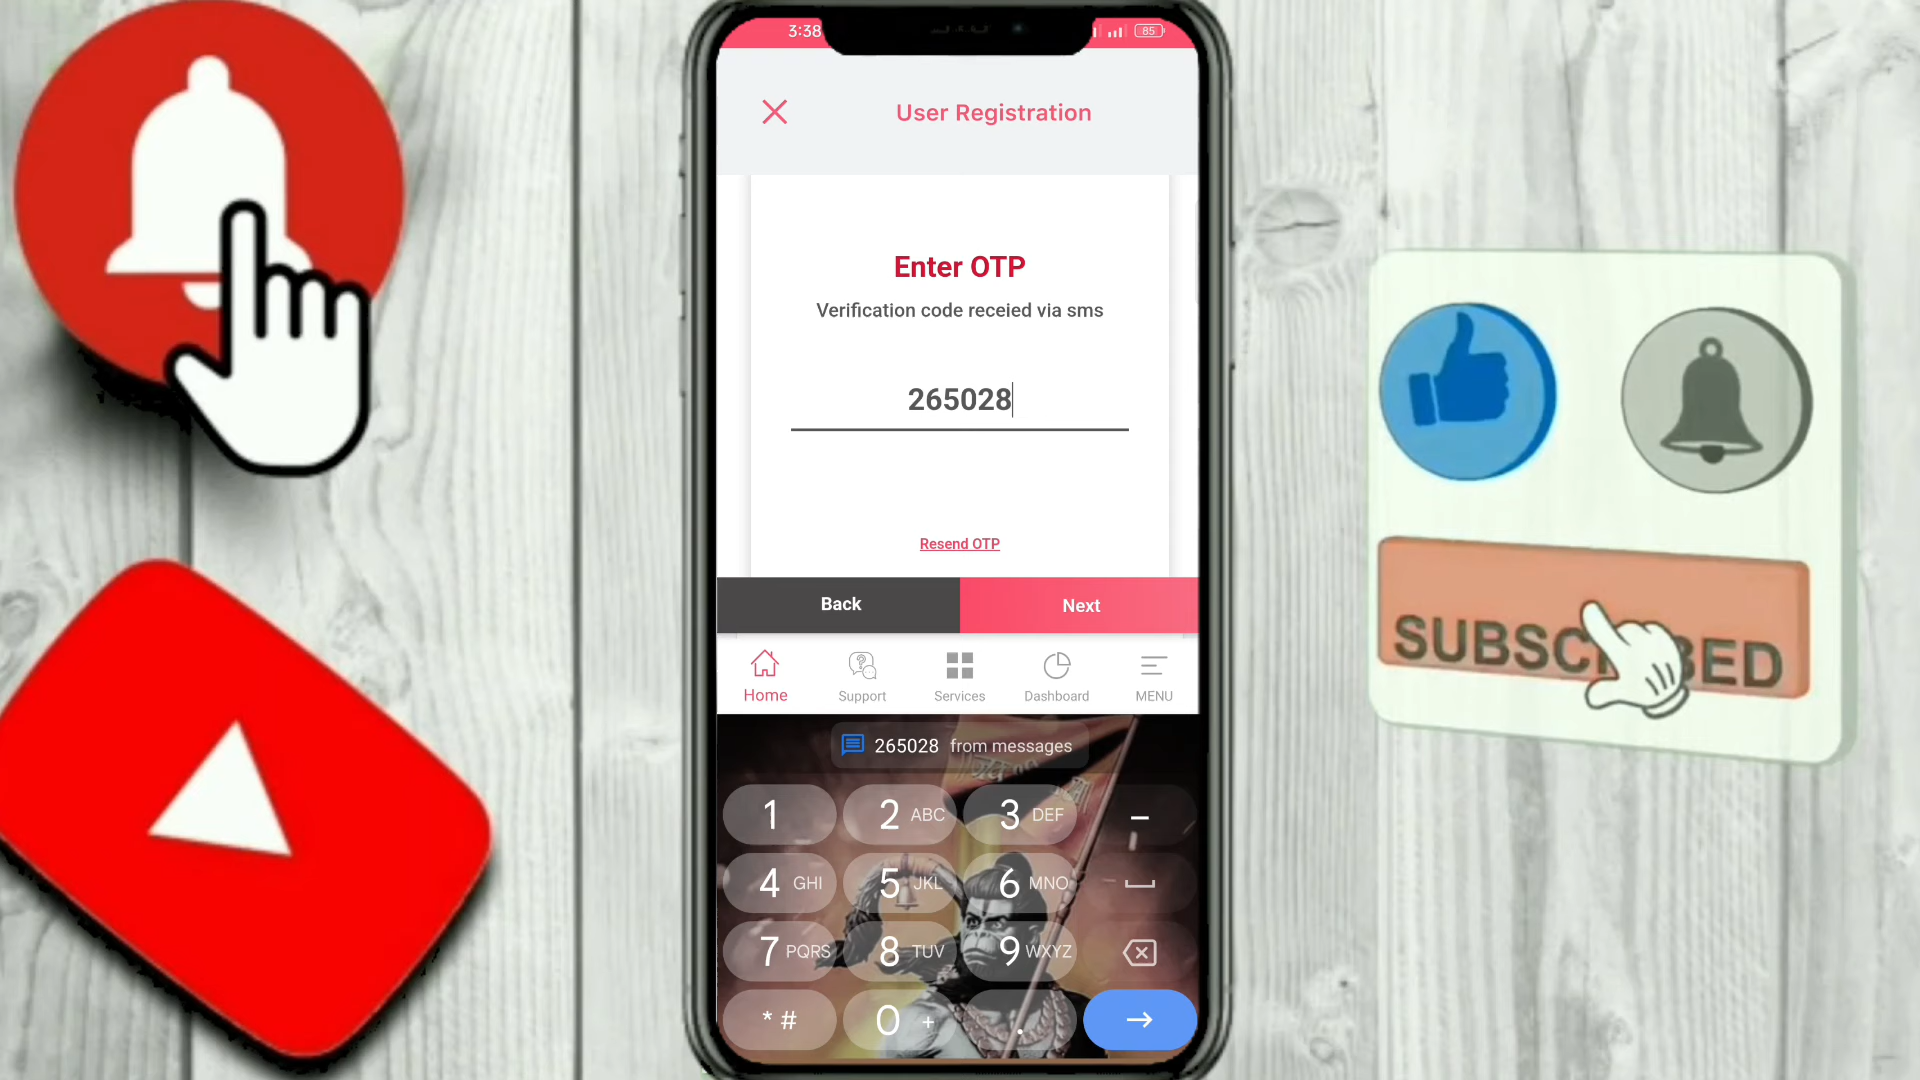 3:38
85
User Registration
Enter OTP
Verification code receied via sms
265028
Resend OTP
Back
Next
Home
Support
Services
Dashboard
MENU
265028 from messages
1
2 ABC
3 DEF
–
4 GHI
5 JKL
6 MNO
7 PQRS
8 TUV
9 WXYZ
* #
0 +
.